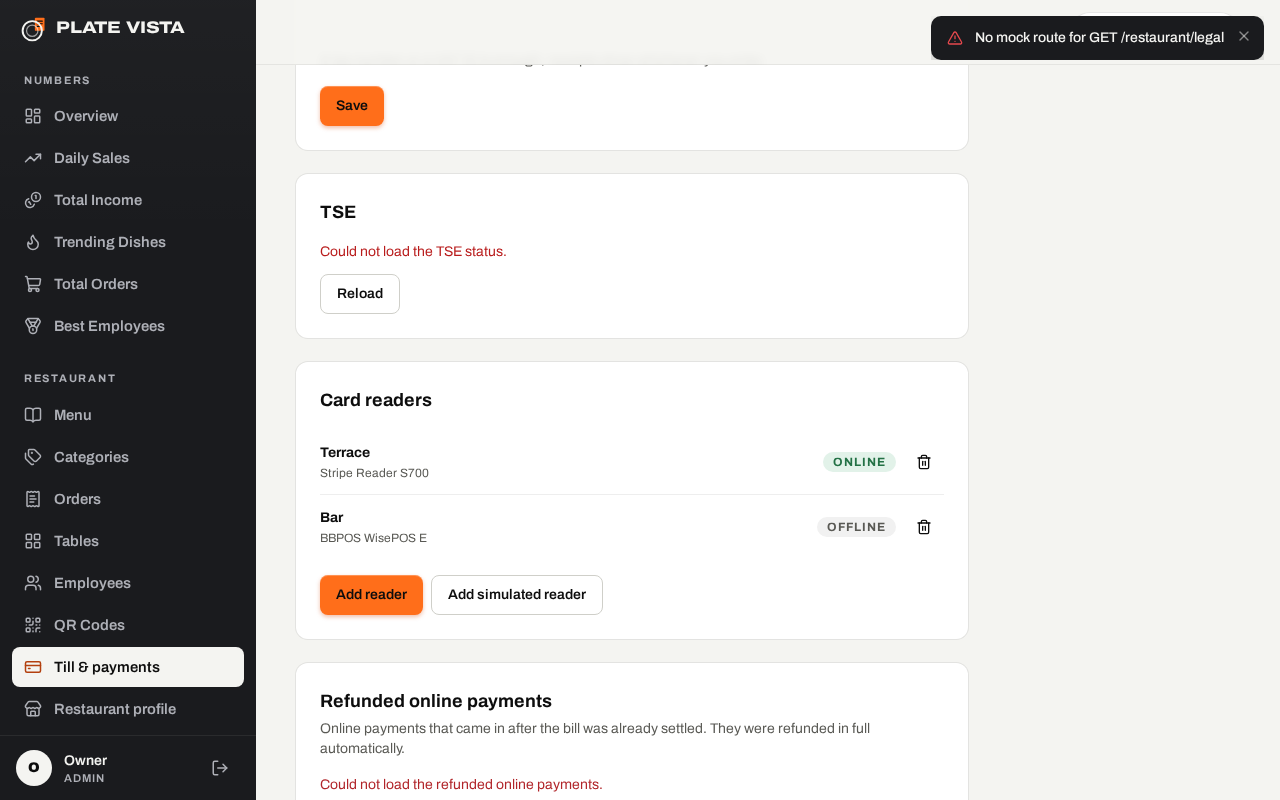 PLATE VISTA
NUMBERS
Overview
Daily Sales
Total Income
Trending Dishes
Total Orders
Best Employees
RESTAURANT
Menu
Categories
Orders
Tables
Employees
QR Codes
Till & payments
Restaurant profile
O
Owner
ADMIN
No mock route for GET /restaurant/legal
Save
TSE
Could not load the TSE status.
Reload
Card readers
Terrace
Stripe Reader S700
ONLINE
Bar
BBPOS WisePOS E
OFFLINE
Add reader
Add simulated reader
Refunded online payments
Online payments that came in after the bill was already settled. They were refunded in full
automatically.
Could not load the refunded online payments.